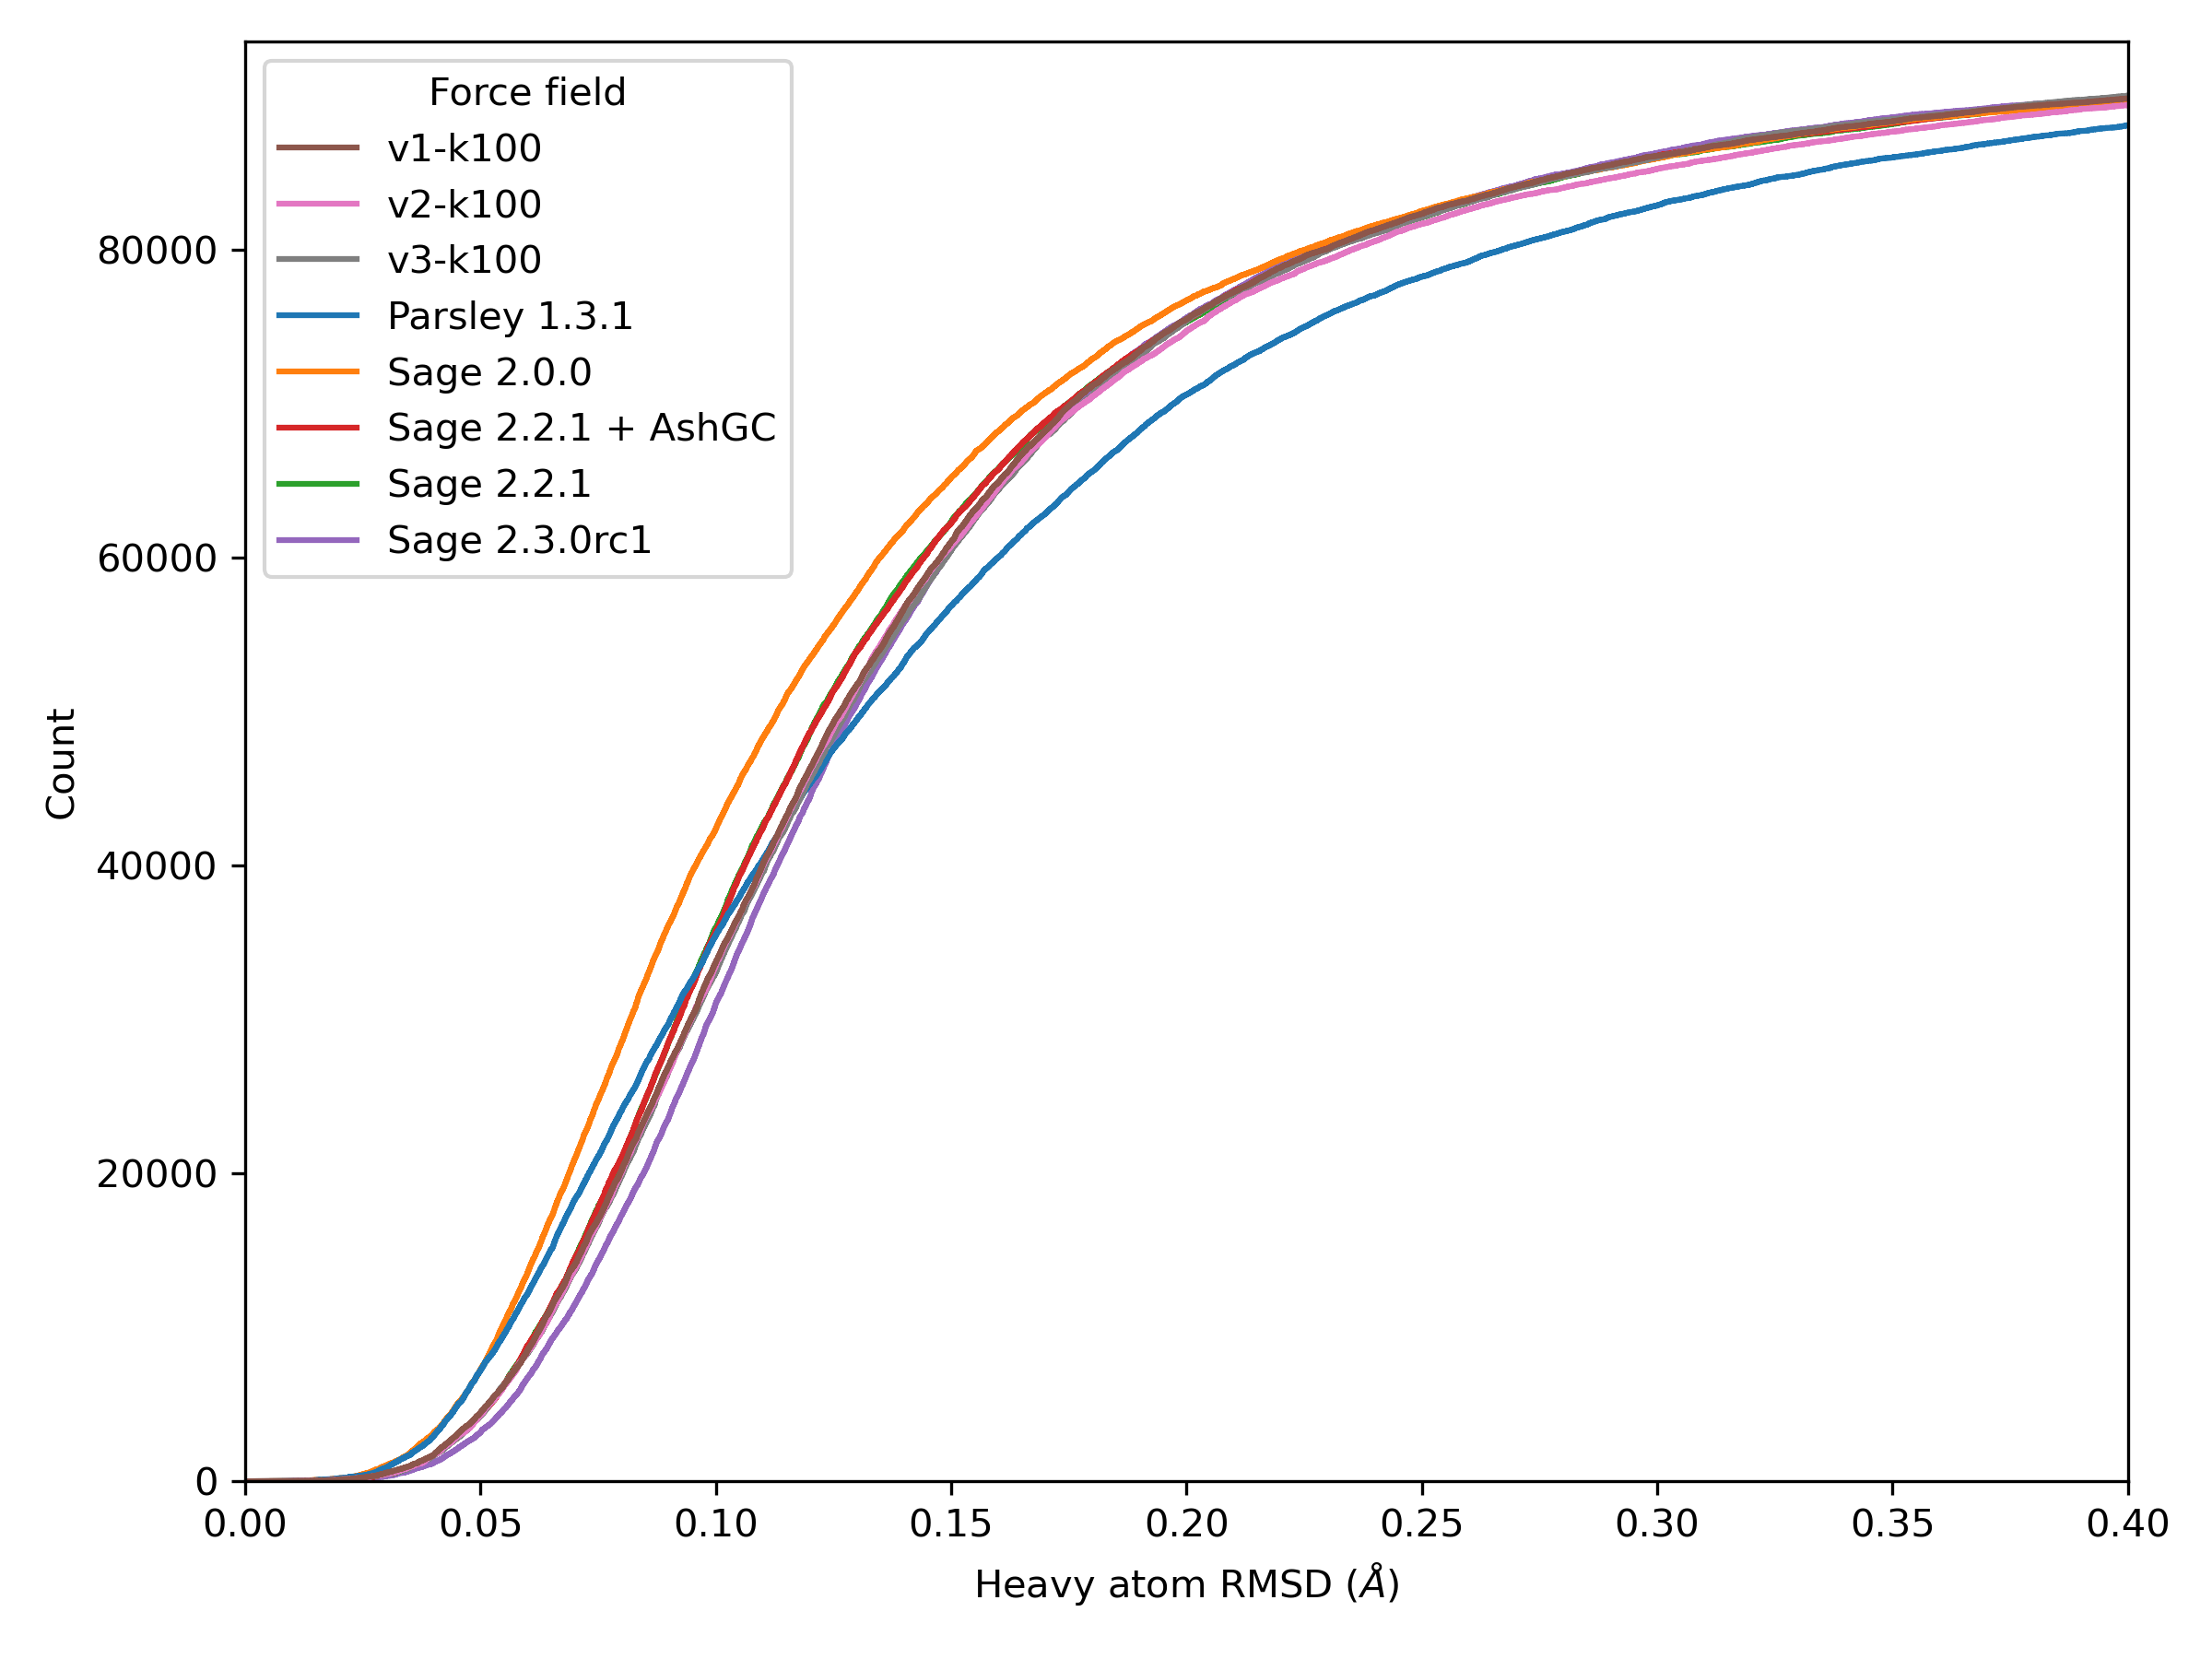 Force field
v1-k100
v2-k100
v3-k100
Parsley 1.3.1
Sage 2.0.0
Sage 2.2.1 + AshGC
Sage 2.2.1
Sage 2.3.0rc1
80000
60000
40000
20000
0
Count
0.00 0.05 0.10 0.15 0.20 0.25 0.30 0.35 0.40
Heavy atom RMSD (Å)